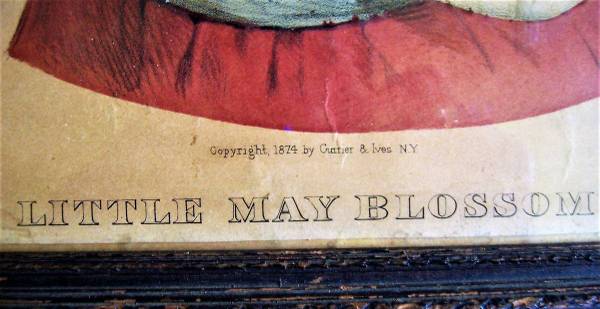 Copyright, 1874 by Currier & Ives N.Y
LITTLE MAY BLOSSOM